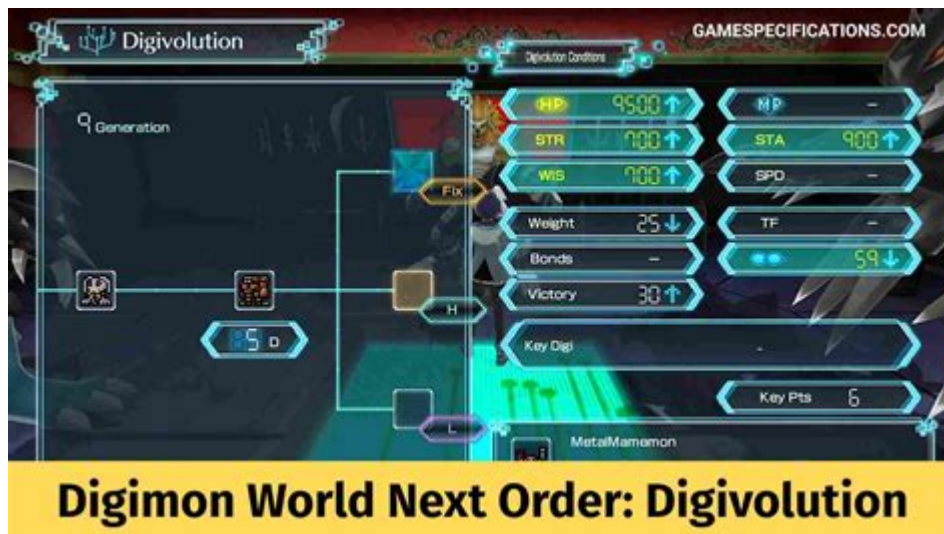 Digivolution
GAMESPECIFICATIONS.COM
Digivolution Conditions
9 Generation
HP 9500↑
MP -
STR 700↑
STA 900↑
WIS 700↑
SPD -
Fix
Weight 25↓
TF -
Bonds -
59↓
Victory 30↑
H
5 D
Key Digi -
Key Pts 6
L
MetalMamemon
Digimon World Next Order: Digivolution